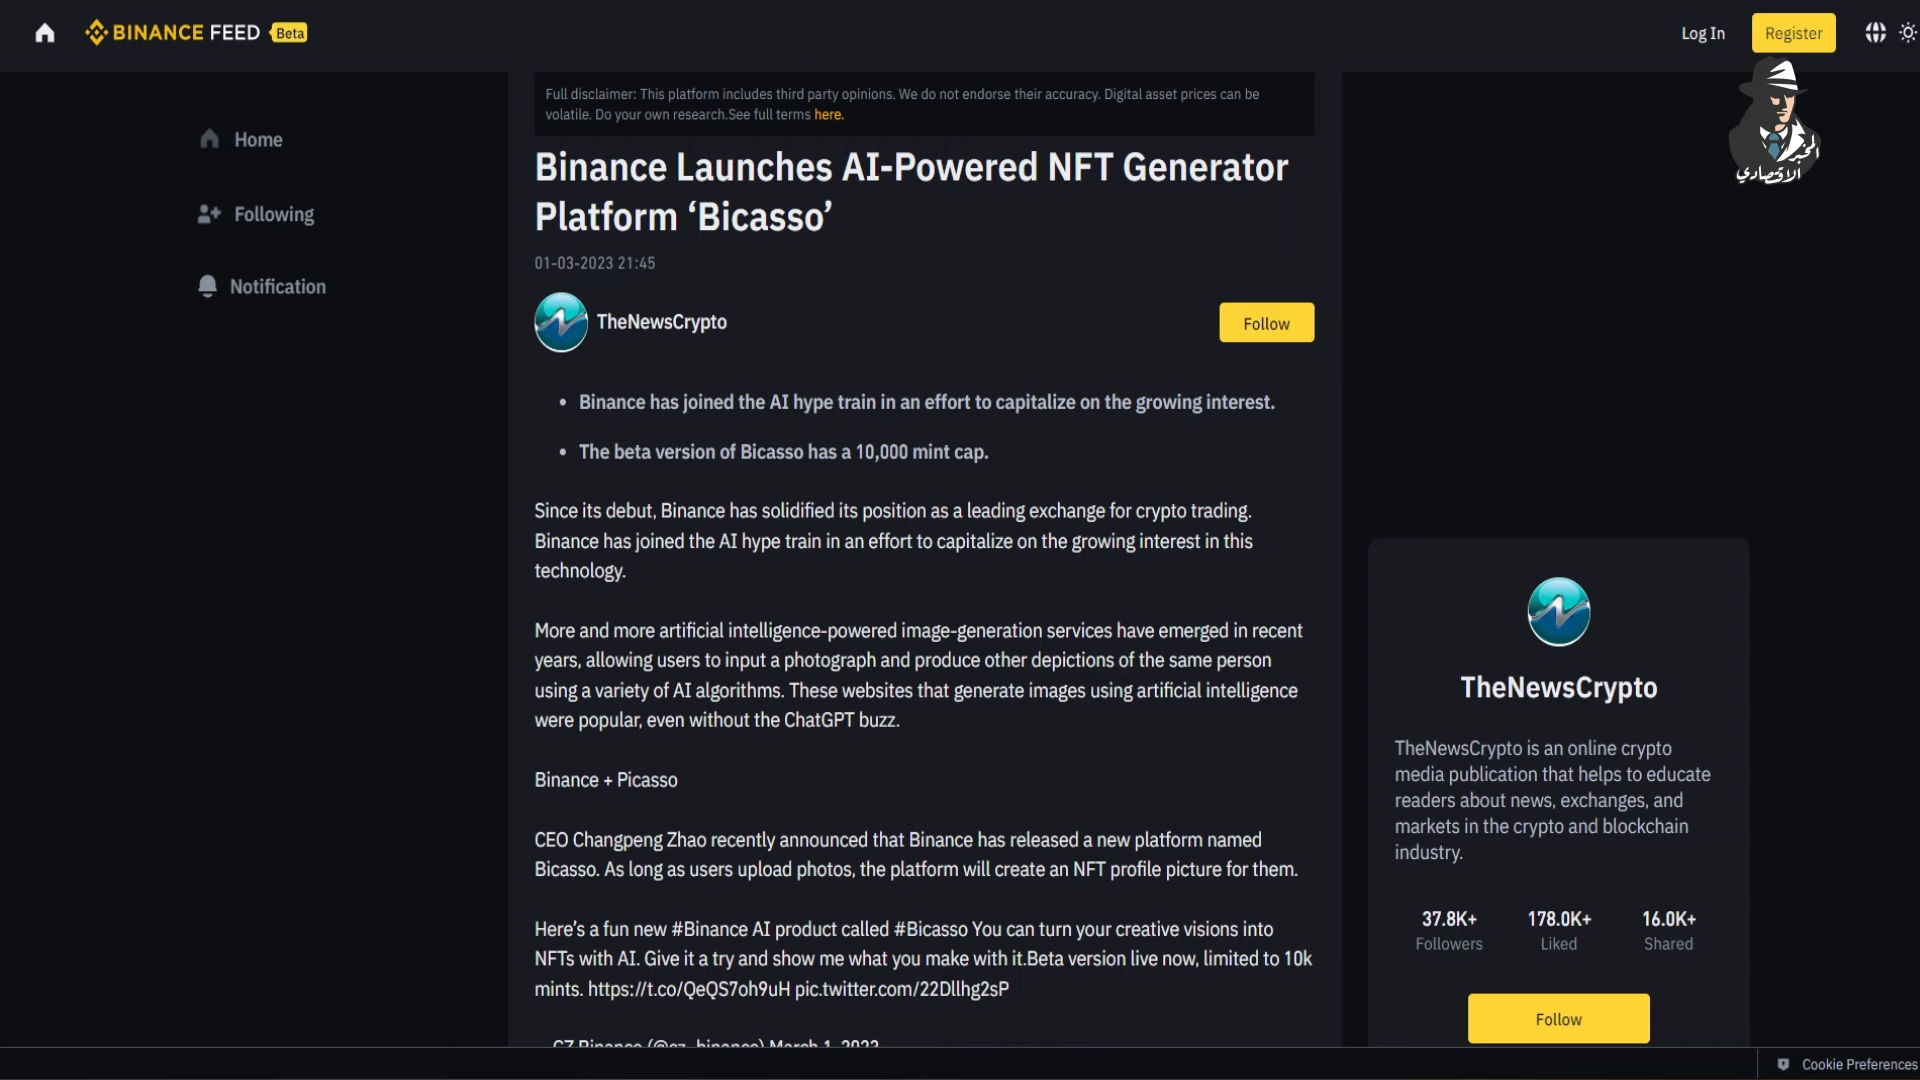 BINANCE FEED Beta
Log In
Register
Home
Following
Notification
Full disclaimer: This platform includes third party opinions. We do not endorse their accuracy. Digital asset prices can be
volatile. Do your own research.See full terms here.
المخبر
الاقتصادي
Binance Launches AI-Powered NFT Generator
Platform ‘Bicasso’
01-03-2023 21:45
TheNewsCrypto
Follow
• Binance has joined the AI hype train in an effort to capitalize on the growing interest.
• The beta version of Bicasso has a 10,000 mint cap.
Since its debut, Binance has solidified its position as a leading exchange for crypto trading.
Binance has joined the AI hype train in an effort to capitalize on the growing interest in this
technology.
More and more artificial intelligence-powered image-generation services have emerged in recent
years, allowing users to input a photograph and produce other depictions of the same person
using a variety of AI algorithms. These websites that generate images using artificial intelligence
were popular, even without the ChatGPT buzz.
Binance + Picasso
CEO Changpeng Zhao recently announced that Binance has released a new platform named
Bicasso. As long as users upload photos, the platform will create an NFT profile picture for them.
Here’s a fun new #Binance AI product called #Bicasso You can turn your creative visions into
NFTs with AI. Give it a try and show me what you make with it.Beta version live now, limited to 10k
mints. https://t.co/QeQS7oh9uH pic.twitter.com/22Dllhg2sP
— CZ Binance (@cz_binance) March 1, 2023
TheNewsCrypto
TheNewsCrypto is an online crypto
media publication that helps to educate
readers about news, exchanges, and
markets in the crypto and blockchain
industry.
37.8K+ 178.0K+ 16.0K+
Followers Liked Shared
Follow
Cookie Preferences